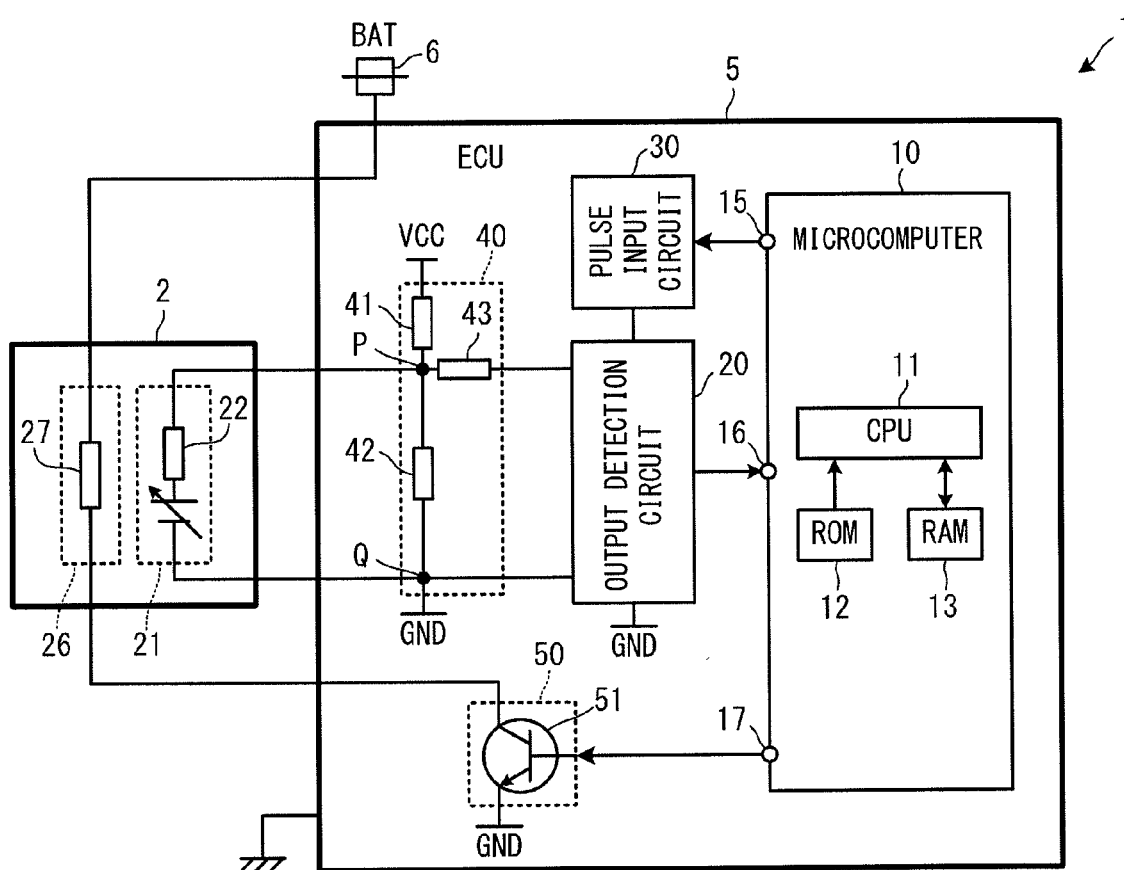 BAT
6
5
ECU
30
10
PULSE INPUT CIRCUIT
15
MICROCOMPUTER
VCC
40
41
43
2
P
20
11
CPU
27
22
42
OUTPUT DETECTION CIRCUIT
16
ROM
RAM
Q
12
13
26
21
GND
GND
50
51
17
GND